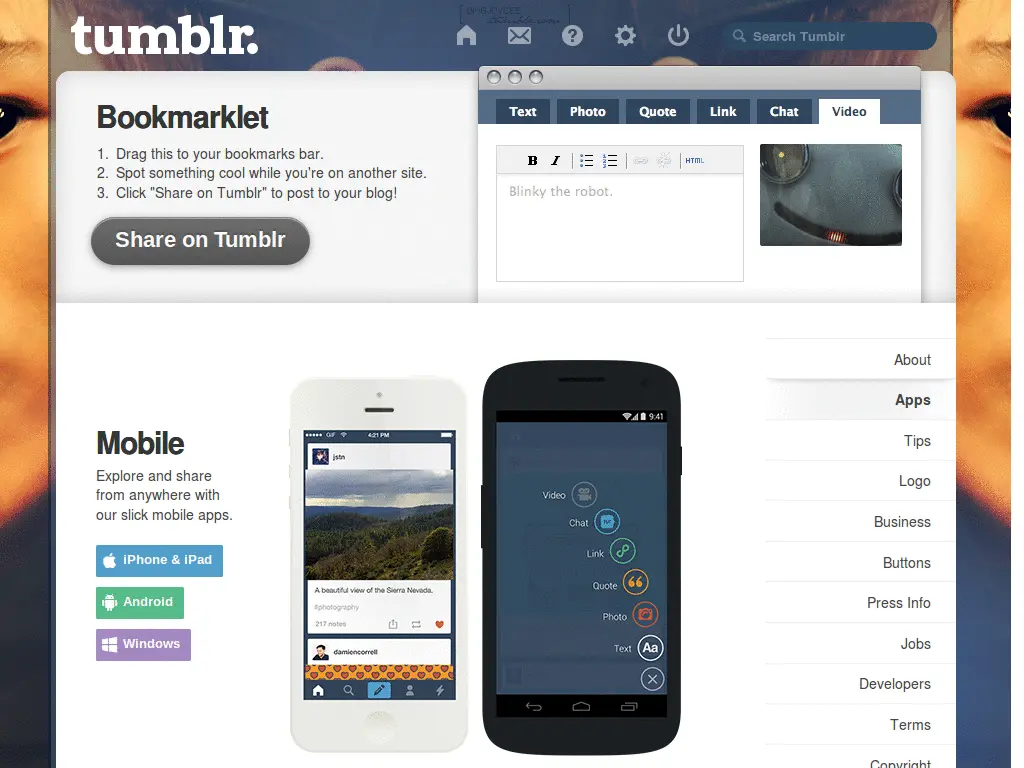 tumblr.
Search Tumblr
Bookmarklet
1. Drag this to your bookmarks bar.
2. Spot something cool while you're on another site.
3. Click "Share on Tumblr" to post to your blog!
Share on Tumblr
Text Photo Quote Link Chat Video
B I HTML
Blinky the robot.
Mobile
Explore and share
from anywhere with
our slick mobile apps.
iPhone & iPad
Android
Windows
GIF 4:21 PM
jstn
A beautiful view of the Sierra Nevada.
#photography
217 notes
damiencorrell
9:41
Video
Chat
Link
Quote
Photo
Text Aa
About
Apps
Tips
Logo
Business
Buttons
Press Info
Jobs
Developers
Terms
Copyright